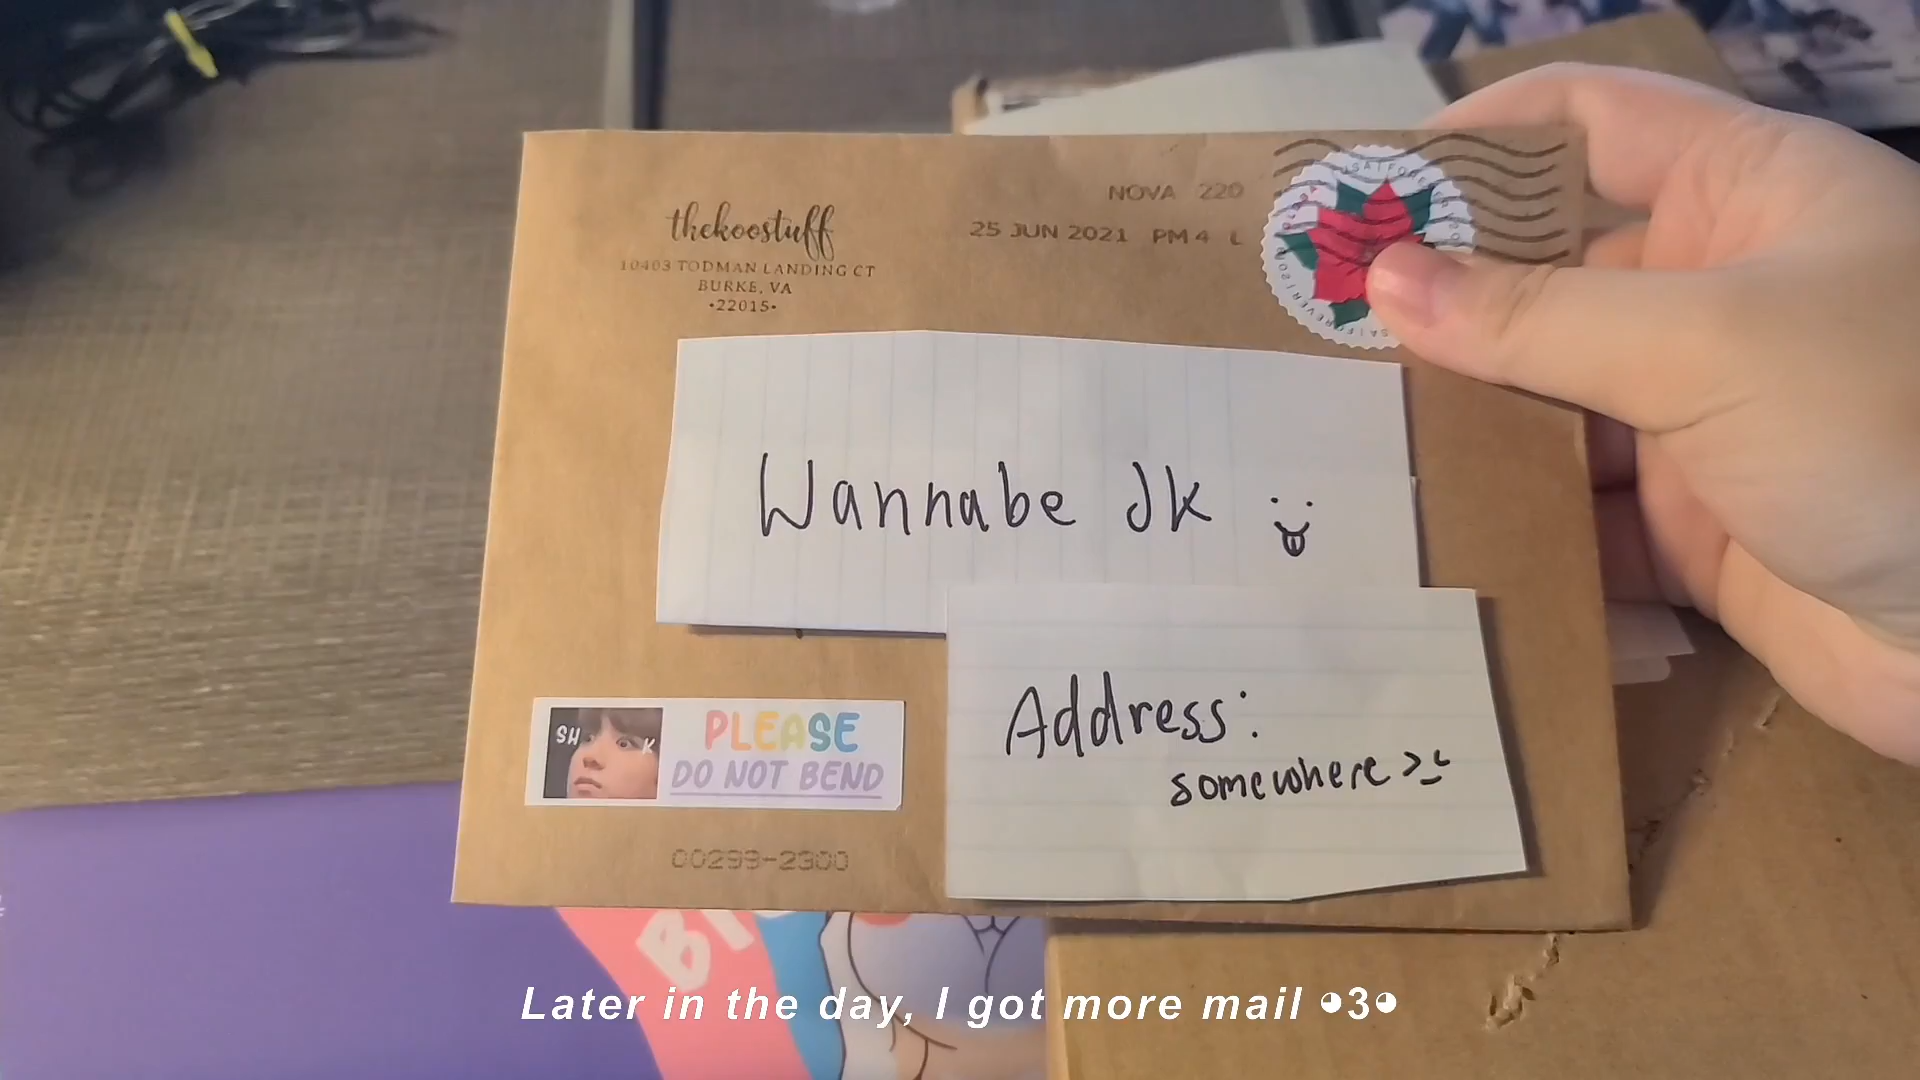 thekoostuff
10403 TODMAN LANDING CT
BURKE, VA
•22015•
NOVA 220
25 JUN 2021 PM 4 L
Wannabe JK
Address:
somewhere
SH K
PLEASE
DO NOT BEND
00299-2300
Later in the day, I got more mail ◕3◕